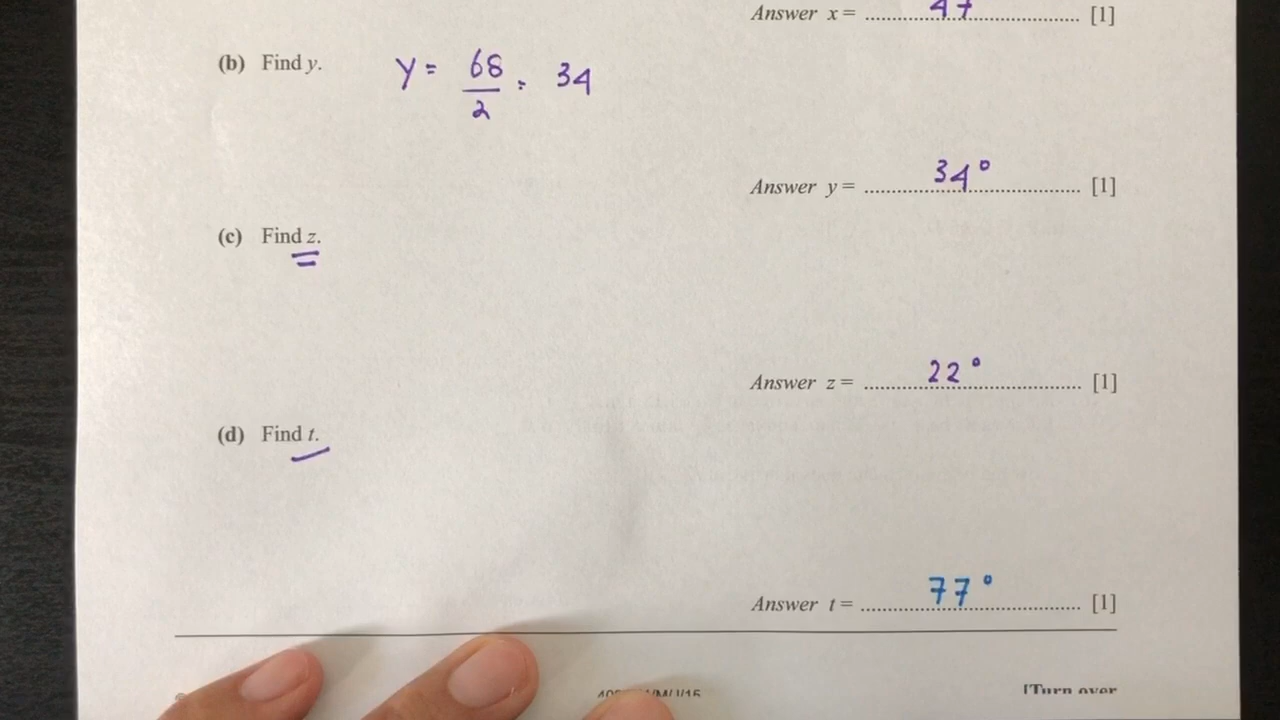 Answer x = 47 [1]
(b) Find y. y = 68/2 = 34
Answer y = 34° [1]
(c) Find z.
Answer z = 22° [1]
(d) Find t.
Answer t = 77° [1]
[Turn over